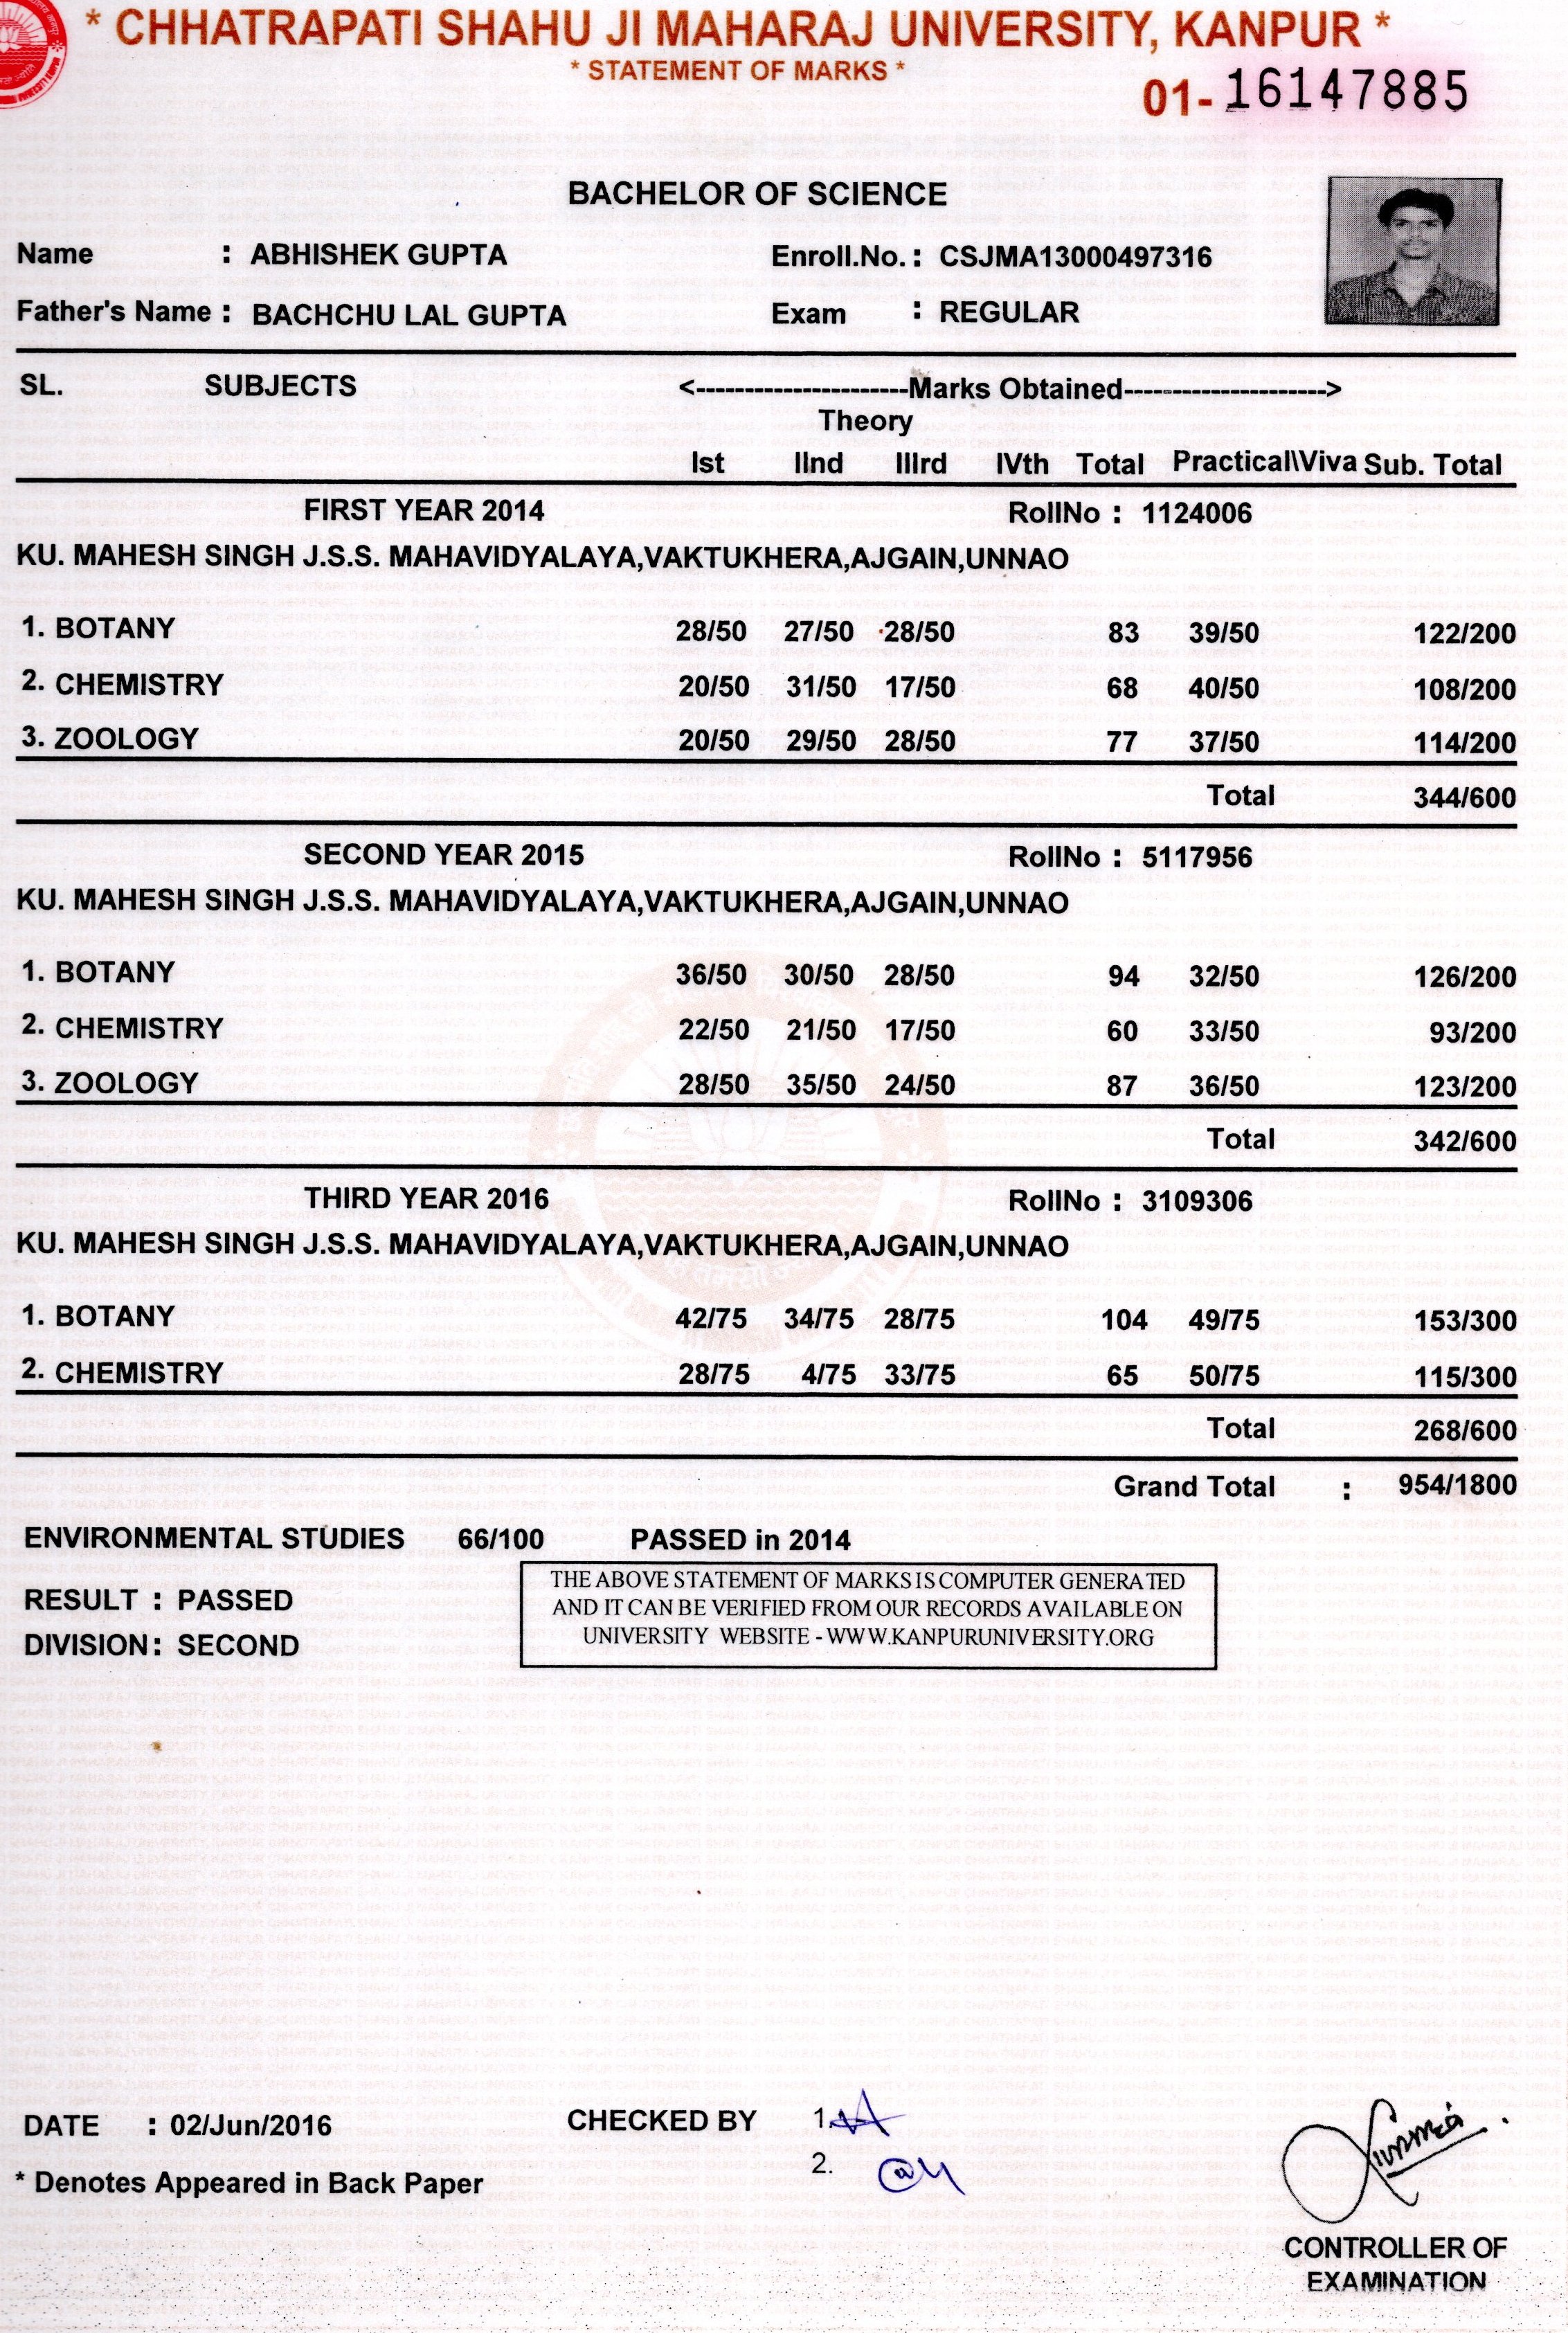 * CHHATRAPATI SHAHU JI MAHARAJ UNIVERSITY, KANPUR *
* STATEMENT OF MARKS *
01- 16147885
BACHELOR OF SCIENCE
Name : ABHISHEK GUPTA Enroll.No. : CSJMA13000497316
Father's Name : BACHCHU LAL GUPTA Exam : REGULAR
SL. SUBJECTS <----------------------Marks Obtained--------------------->
Theory
Ist IInd IIIrd IVth Total Practical\Viva Sub. Total
FIRST YEAR 2014 RollNo : 1124006
KU. MAHESH SINGH J.S.S. MAHAVIDYALAYA,VAKTUKHERA,AJGAIN,UNNAO
1. BOTANY 28/50 27/50 28/50 83 39/50 122/200
2. CHEMISTRY 20/50 31/50 17/50 68 40/50 108/200
3. ZOOLOGY 20/50 29/50 28/50 77 37/50 114/200
Total 344/600
SECOND YEAR 2015 RollNo : 5117956
KU. MAHESH SINGH J.S.S. MAHAVIDYALAYA,VAKTUKHERA,AJGAIN,UNNAO
1. BOTANY 36/50 30/50 28/50 94 32/50 126/200
2. CHEMISTRY 22/50 21/50 17/50 60 33/50 93/200
3. ZOOLOGY 28/50 35/50 24/50 87 36/50 123/200
Total 342/600
THIRD YEAR 2016 RollNo : 3109306
KU. MAHESH SINGH J.S.S. MAHAVIDYALAYA,VAKTUKHERA,AJGAIN,UNNAO
1. BOTANY 42/75 34/75 28/75 104 49/75 153/300
2. CHEMISTRY 28/75 4/75 33/75 65 50/75 115/300
Total 268/600
Grand Total : 954/1800
ENVIRONMENTAL STUDIES 66/100 PASSED in 2014
RESULT : PASSED
DIVISION : SECOND
THE ABOVE STATEMENT OF MARKS IS COMPUTER GENERATED
AND IT CAN BE VERIFIED FROM OUR RECORDS AVAILABLE ON
UNIVERSITY WEBSITE - WWW.KANPURUNIVERSITY.ORG
DATE : 02/Jun/2016 CHECKED BY 1.
2.
* Denotes Appeared in Back Paper
CONTROLLER OF
EXAMINATION